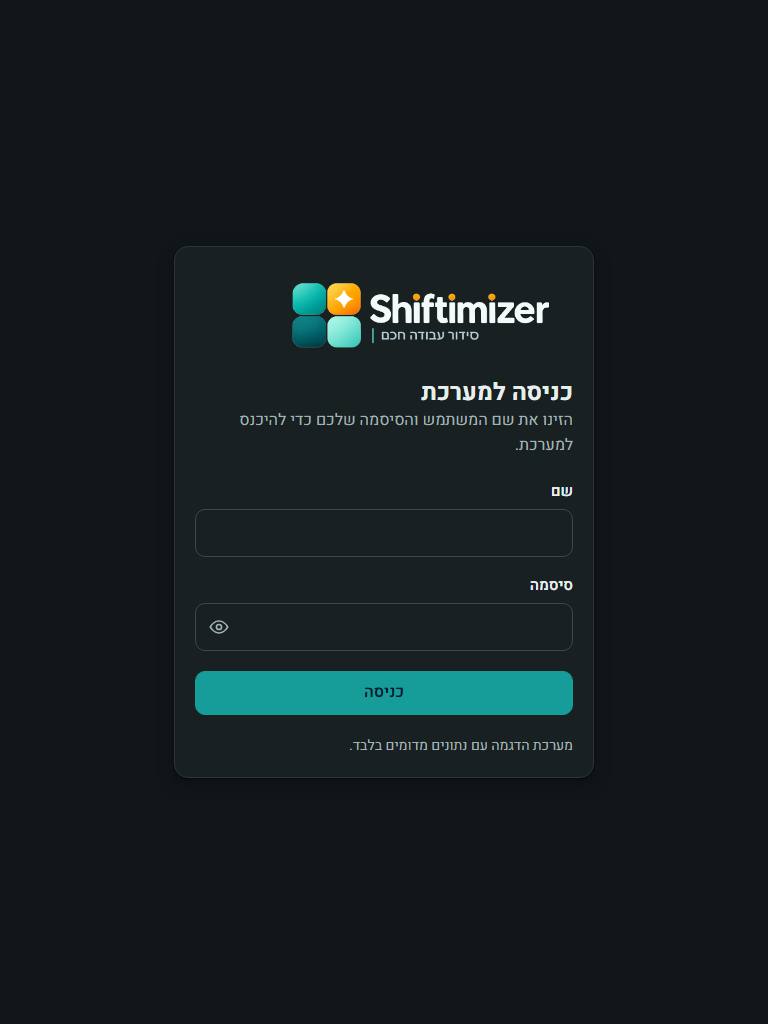 Shiftimizer
סידור עבודה חכם
כניסה למערכת
הזינו את שם המשתמש והסיסמה שלכם כדי להיכנס
למערכת.
שם
סיסמה
כניסה
מערכת הדגמה עם נתונים מדומים בלבד.